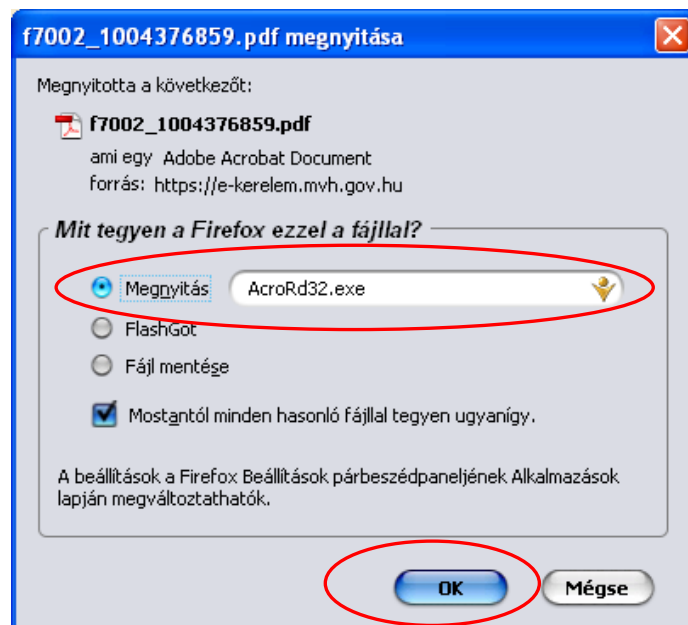 f7002_1004376859.pdf megnyitása
Megnyitotta a következőt:
f7002_1004376859.pdf
ami egy Adobe Acrobat Document
forrás: https://e-kerelem.mvh.gov.hu
Mit tegyen a Firefox ezzel a fájllal?
Megnyitás AcroRd32.exe
FlashGot
Fájl mentése
Mostantól minden hasonló fájllal tegyen ugyanígy.
A beállítások a Firefox Beállítások párbeszédpaneljének Alkalmazások
lapján megváltoztathatók.
OK Mégse